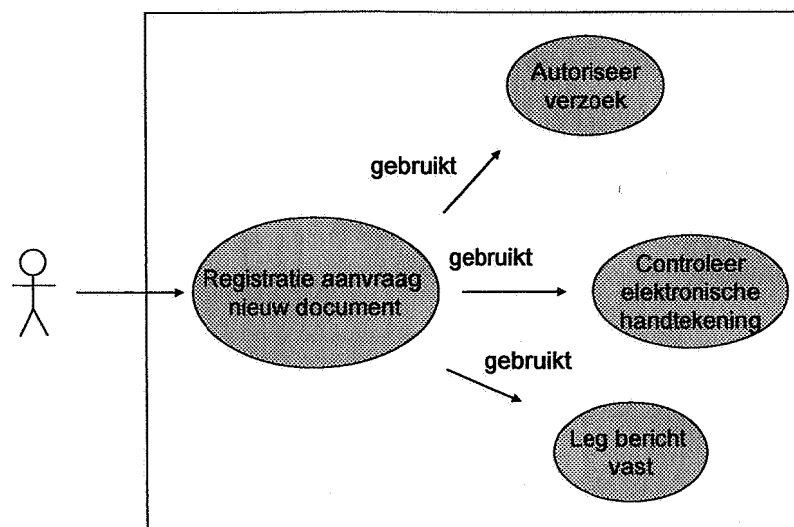 Autoriseer
verzoek
gebruikt
gebruikt
Registratie aanvraag
nieuw document
Controleer
elektronische
handtekening
gebruikt
Leg bericht
vast